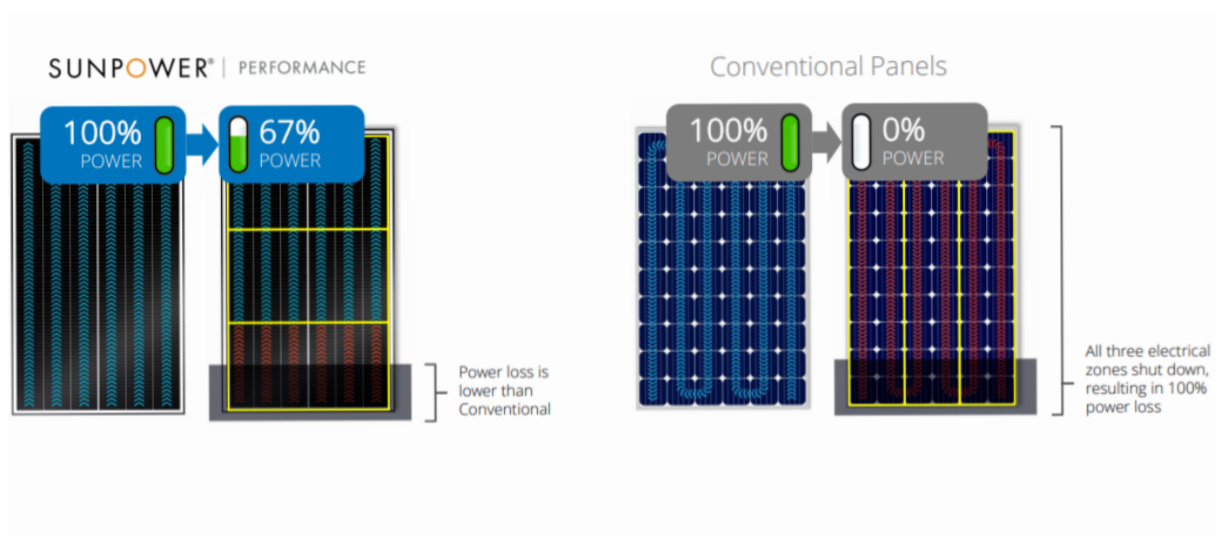 SUNPOWER® | PERFORMANCE
100%
POWER
67%
POWER
Power loss is
lower than
Conventional
Conventional Panels
100%
POWER
0%
POWER
All three electrical
zones shut down,
resulting in 100%
power loss